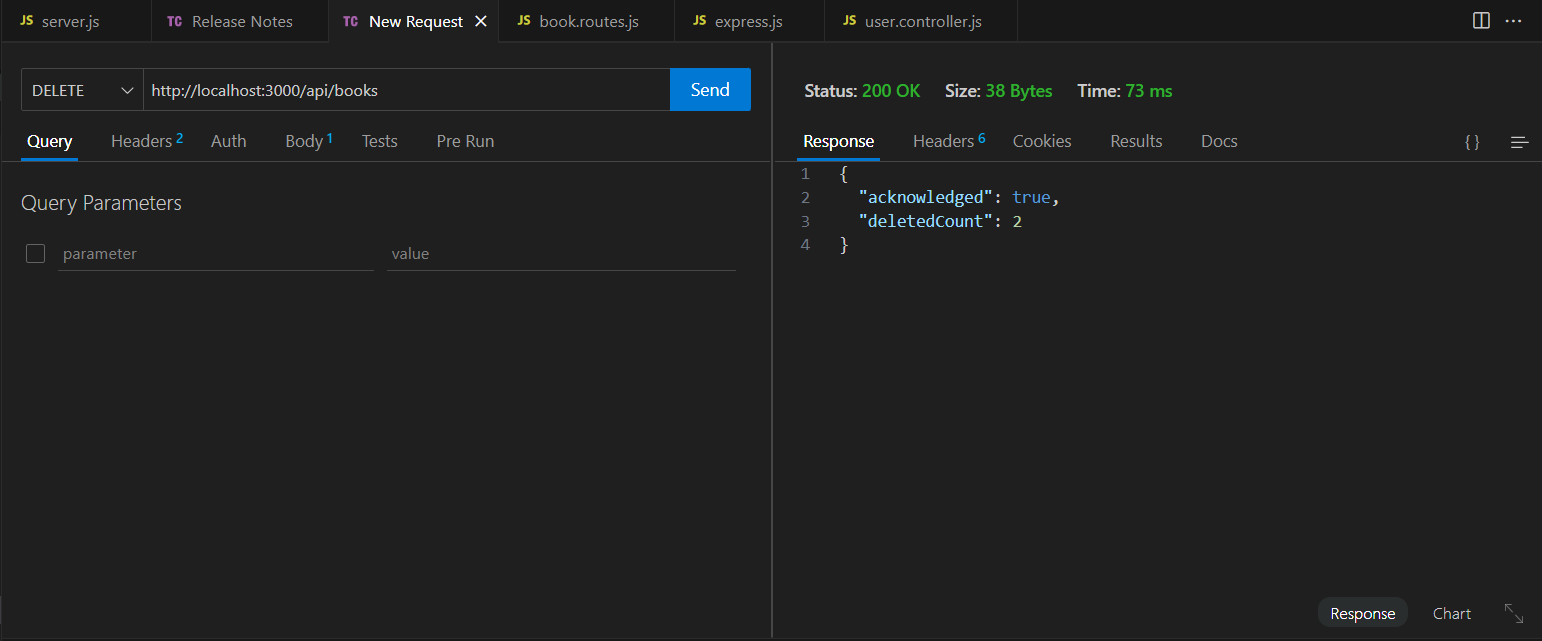 JS server.js TC Release Notes TC New Request JS book.routes.js JS express.js JS user.controller.js
DELETE http://localhost:3000/api/books Send
Query Headers 2 Auth Body 1 Tests Pre Run
Query Parameters
parameter value
Status: 200 OK Size: 38 Bytes Time: 73 ms
Response Headers 6 Cookies Results Docs { }
1 {
2 "acknowledged": true,
3 "deletedCount": 2
4 }
Response Chart